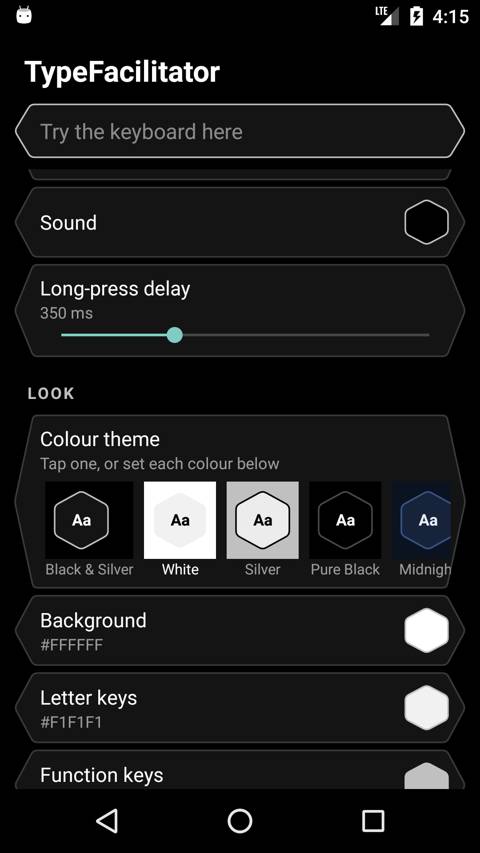 LTE 4:15
TypeFacilitator
Try the keyboard here
Sound
Long-press delay
350 ms
LOOK
Colour theme
Tap one, or set each colour below
Aa Aa Aa Aa Aa
Black & Silver White Silver Pure Black Midnigh
Background
#FFFFFF
Letter keys
#F1F1F1
Function keys